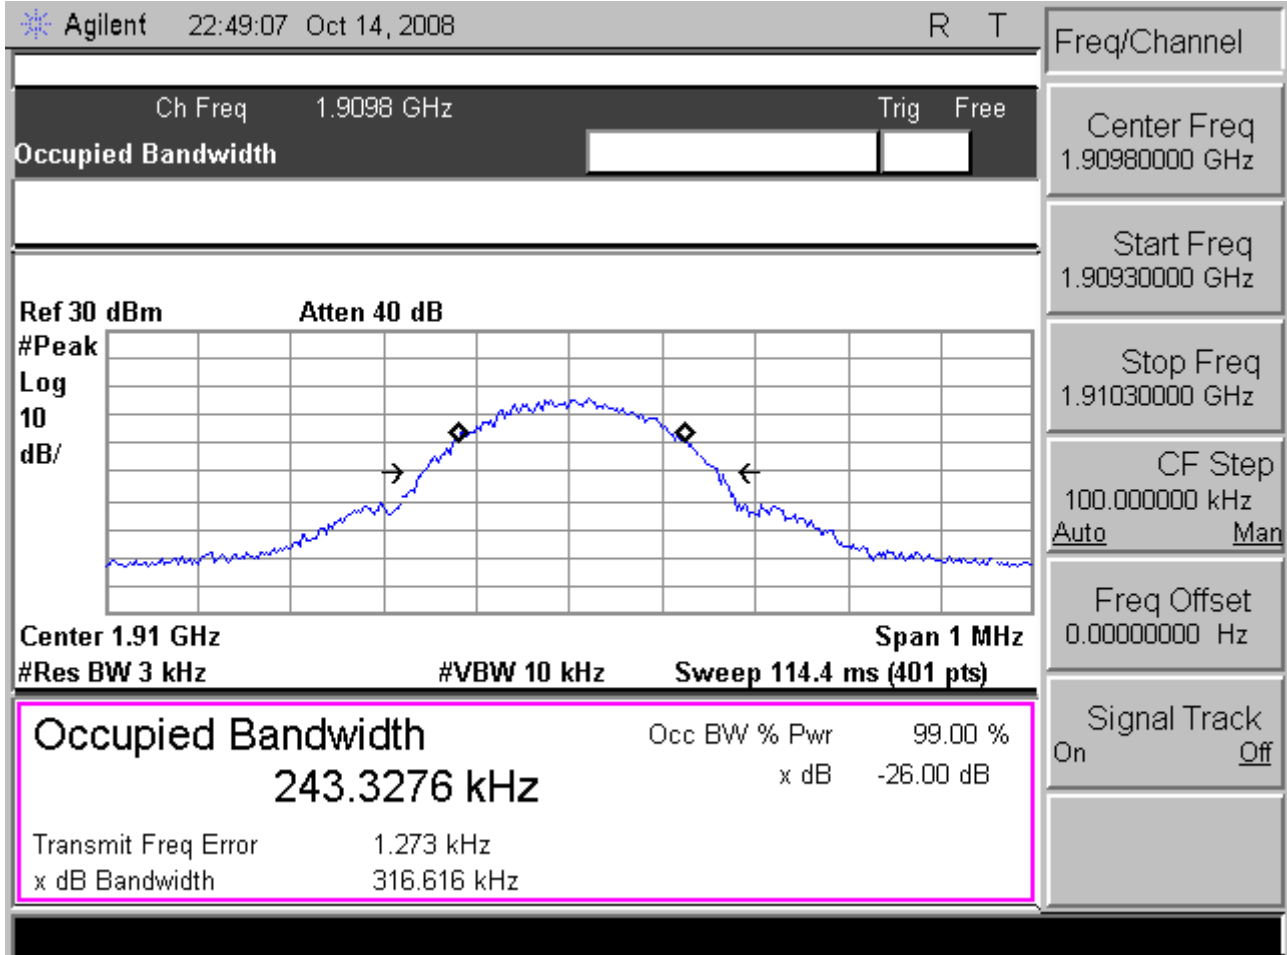 Agilent 22:49:07 Oct 14, 2008 R T
Freq/Channel
Ch Freq 1.9098 GHz Trig Free
Occupied Bandwidth
Center Freq
1.90980000 GHz
Start Freq
1.90930000 GHz
Stop Freq
1.91030000 GHz
CF Step
100.000000 kHz
Auto Man
Freq Offset
0.00000000 Hz
Signal Track
On Off
Ref 30 dBm Atten 40 dB
#Peak
Log
10
dB/
Center 1.91 GHz Span 1 MHz
#Res BW 3 kHz #VBW 10 kHz Sweep 114.4 ms (401 pts)
Occupied Bandwidth
243.3276 kHz
Occ BW % Pwr 99.00 %
x dB -26.00 dB
Transmit Freq Error 1.273 kHz
x dB Bandwidth 316.616 kHz